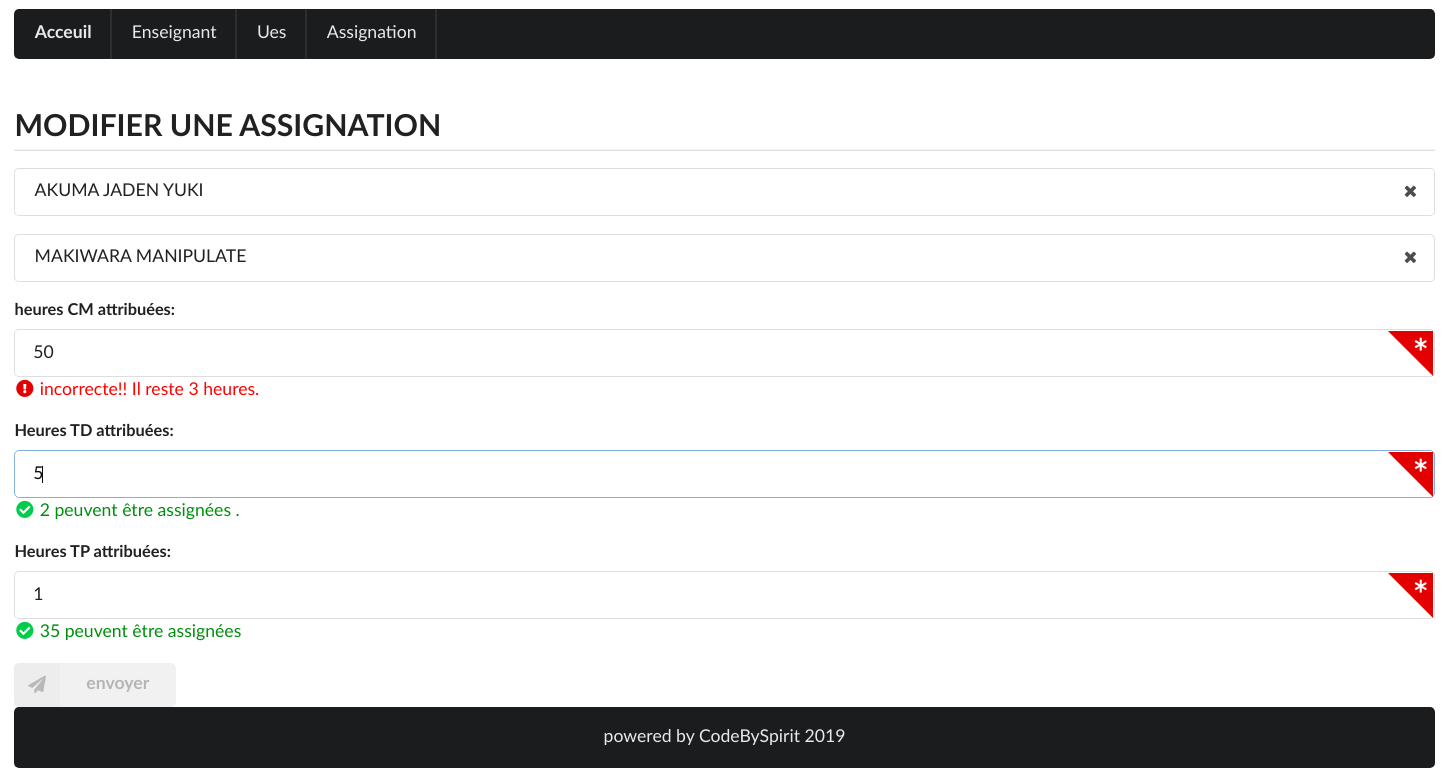 Acceuil Enseignant Ues Assignation
MODIFIER UNE ASSIGNATION
AKUMA JADEN YUKI
MAKIWARA MANIPULATE
heures CM attribuées:
50
incorrecte!! Il reste 3 heures.
Heures TD attribuées:
5
2 peuvent être assignées .
Heures TP attribuées:
1
35 peuvent être assignées
envoyer
powered by CodeBySpirit 2019